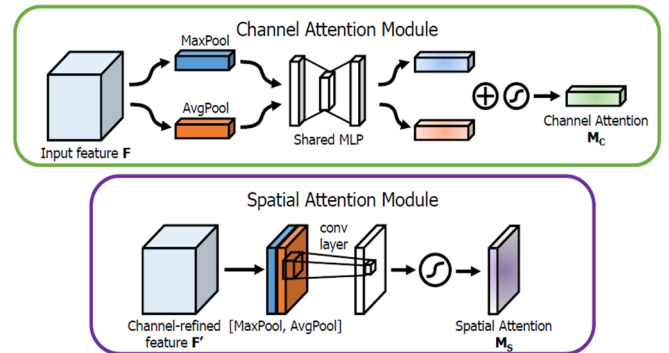 Channel Attention Module
MaxPool
AvgPool
Input feature F
Shared MLP
Channel Attention
M_C
Spatial Attention Module
conv
layer
Channel-refined
feature F'
[MaxPool, AvgPool]
Spatial Attention
M_S